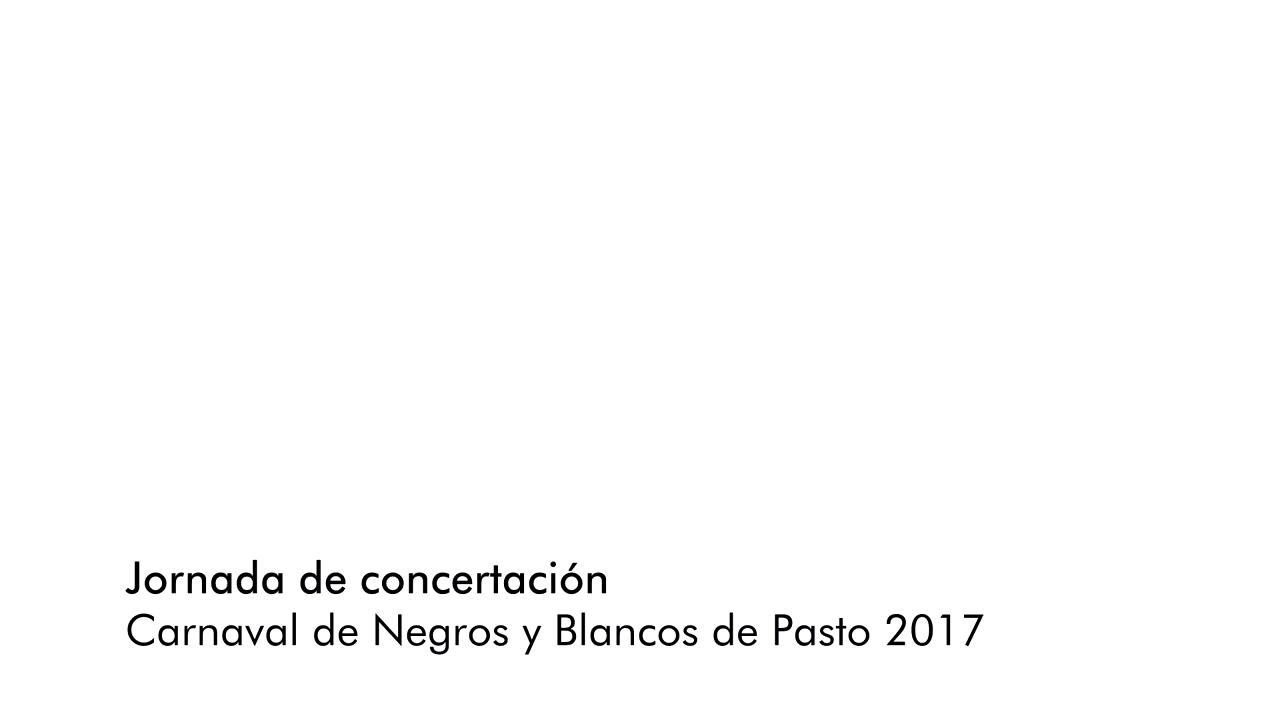 Jornada de concertación
Carnaval de Negros y Blancos de Pasto 2017